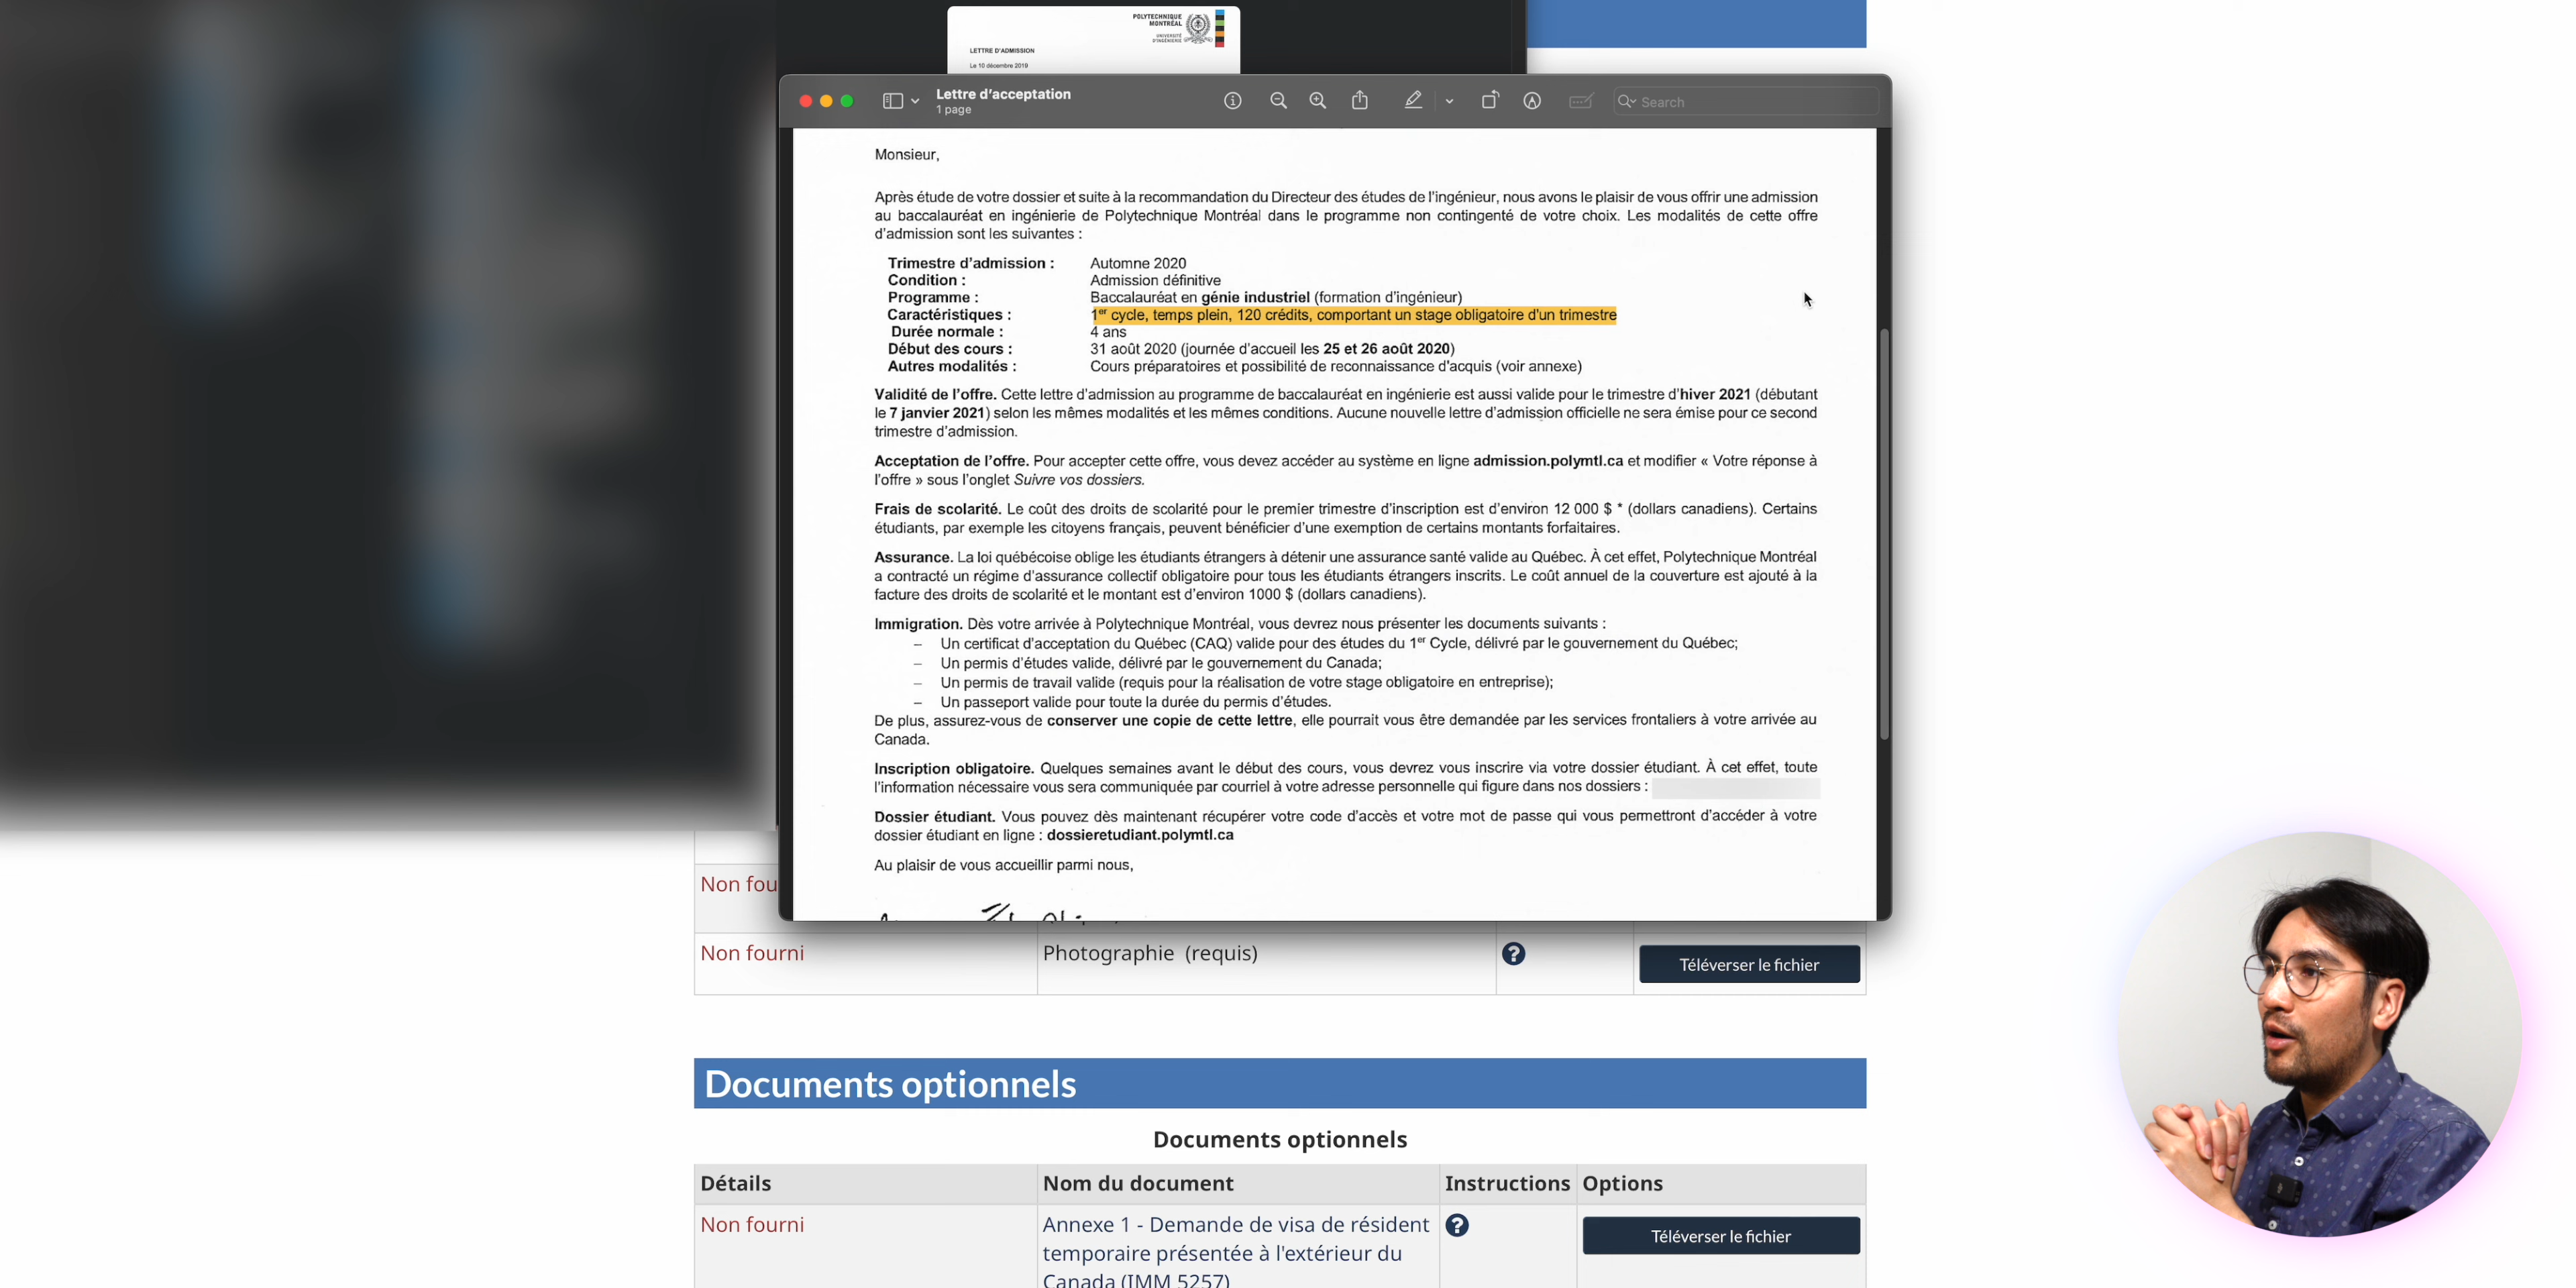 POLYTECHNIQUE
MONTRÉAL
UNIVERSITÉ
D'INGÉNIERIE
LETTRE D'ADMISSION
Le 10 décembre 2019
Lettre d'acceptation
1 page
Search
Monsieur,
Après étude de votre dossier et suite à la recommandation du Directeur des études de l'ingénieur, nous avons le plaisir de vous offrir une admission
au baccalauréat en ingénierie de Polytechnique Montréal dans le programme non contingenté de votre choix. Les modalités de cette offre
d'admission sont les suivantes :
Trimestre d'admission : Automne 2020
Condition : Admission définitive
Programme : Baccalauréat en génie industriel (formation d'ingénieur)
Caractéristiques : 1er cycle, temps plein, 120 crédits, comportant un stage obligatoire d'un trimestre
Durée normale : 4 ans
Début des cours : 31 août 2020 (journée d'accueil les 25 et 26 août 2020)
Autres modalités : Cours préparatoires et possibilité de reconnaissance d'acquis (voir annexe)
Validité de l'offre. Cette lettre d'admission au programme de baccalauréat en ingénierie est aussi valide pour le trimestre d'hiver 2021 (débutant
le 7 janvier 2021) selon les mêmes modalités et les mêmes conditions. Aucune nouvelle lettre d'admission officielle ne sera émise pour ce second
trimestre d'admission.
Acceptation de l'offre. Pour accepter cette offre, vous devez accéder au système en ligne admission.polymtl.ca et modifier « Votre réponse à
l'offre » sous l'onglet Suivre vos dossiers.
Frais de scolarité. Le coût des droits de scolarité pour le premier trimestre d'inscription est d'environ 12 000 $ * (dollars canadiens). Certains
étudiants, par exemple les citoyens français, peuvent bénéficier d'une exemption de certains montants forfaitaires.
Assurance. La loi québécoise oblige les étudiants étrangers à détenir une assurance santé valide au Québec. À cet effet, Polytechnique Montréal
a contracté un régime d'assurance collectif obligatoire pour tous les étudiants étrangers inscrits. Le coût annuel de la couverture est ajouté à la
facture des droits de scolarité et le montant est d'environ 1000 $ (dollars canadiens).
Immigration. Dès votre arrivée à Polytechnique Montréal, vous devrez nous présenter les documents suivants :
– Un certificat d'acceptation du Québec (CAQ) valide pour des études du 1er Cycle, délivré par le gouvernement du Québec;
– Un permis d'études valide, délivré par le gouvernement du Canada;
– Un permis de travail valide (requis pour la réalisation de votre stage obligatoire en entreprise);
– Un passeport valide pour toute la durée du permis d'études.
De plus, assurez-vous de conserver une copie de cette lettre, elle pourrait vous être demandée par les services frontaliers à votre arrivée au
Canada.
Inscription obligatoire. Quelques semaines avant le début des cours, vous devrez vous inscrire via votre dossier étudiant. À cet effet, toute
l'information nécessaire vous sera communiquée par courriel à votre adresse personnelle qui figure dans nos dossiers :
Dossier étudiant. Vous pouvez dès maintenant récupérer votre code d'accès et votre mot de passe qui vous permettront d'accéder à votre
dossier étudiant en ligne : dossieretudiant.polymtl.ca
Au plaisir de vous accueillir parmi nous,
Non fou
Non fourni Photographie (requis) ? Téléverser le fichier
Documents optionnels
Documents optionnels
Détails Nom du document Instructions Options
Non fourni Annexe 1 - Demande de visa de résident ? Téléverser le fichier
temporaire présentée à l'extérieur du
Canada (IMM 5257)